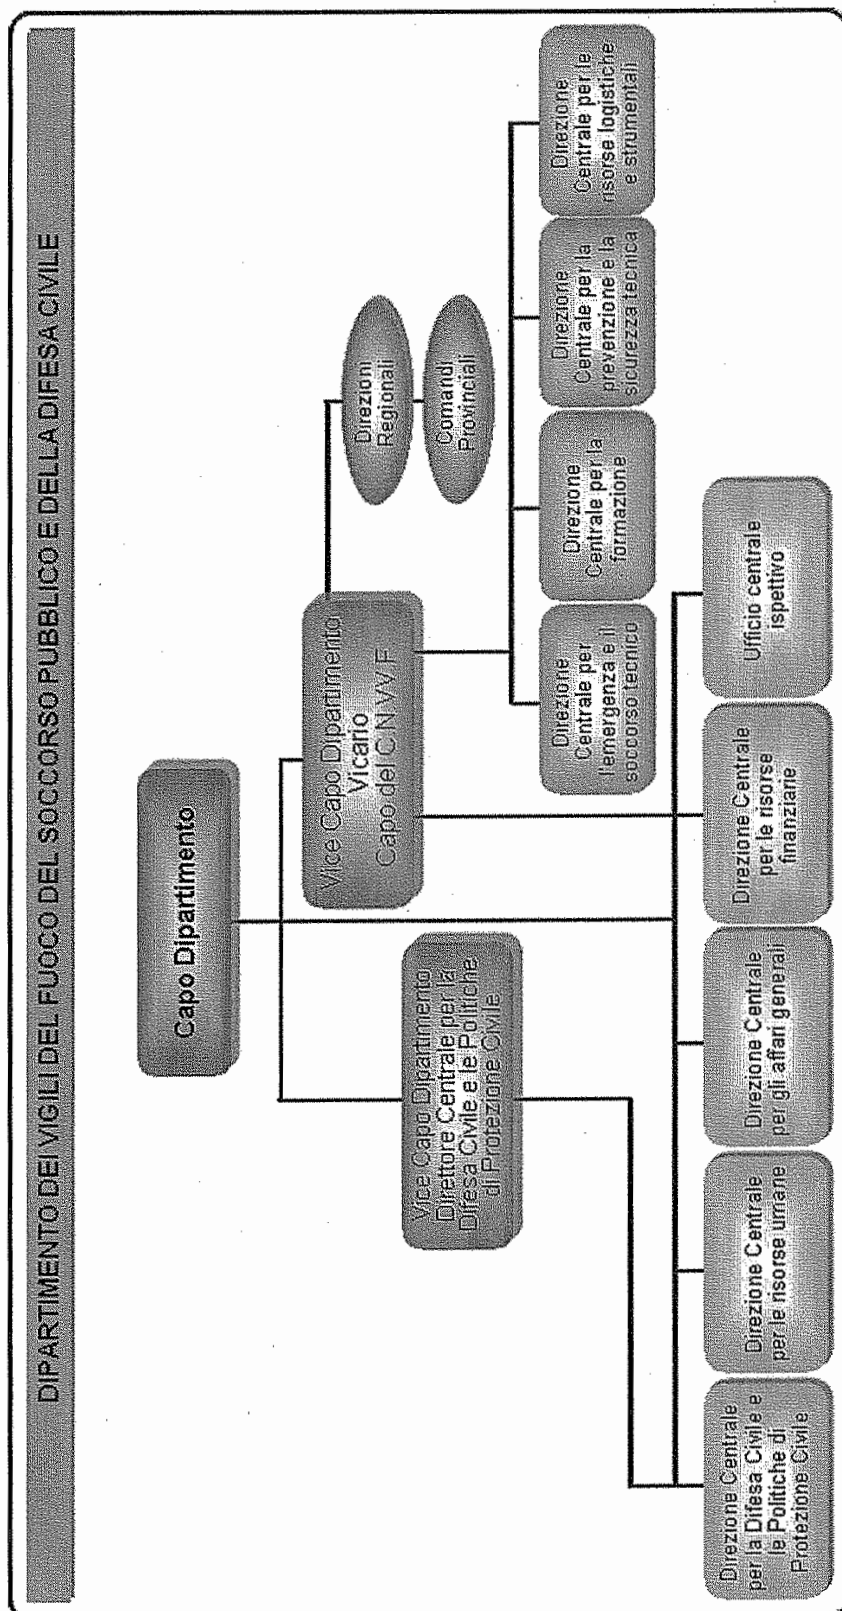 DIPARTIMENTO DEI VIGILI DEL FUOCO DEL SOCCORSO PUBBLICO E DELLA DIFESA CIVILE
Capo Dipartimento
Vice Capo Dipartimento
Vicario
Capo del C.N.VV.F.
Direzioni
Regionali
Comandi
Provinciali
Vice Capo Dipartimento
Direttore Centrale per la
Difesa Civile e le Politiche
di Protezione Civile
Direzione
Centrale per
l'emergenza e il
soccorso tecnico
Direzione
Centrale per la
formazione
Direzione
Centrale per la
prevenzione e la
sicurezza tecnica
Direzione
Centrale per le
risorse logistiche
e strumentali
Direzione Centrale
per la Difesa Civile e
le Politiche di
Protezione Civile
Direzione Centrale
per le risorse umane
Direzione Centrale
per gli affari generali
Direzione Centrale
per le risorse
finanziarie
Ufficio centrale
ispettivo